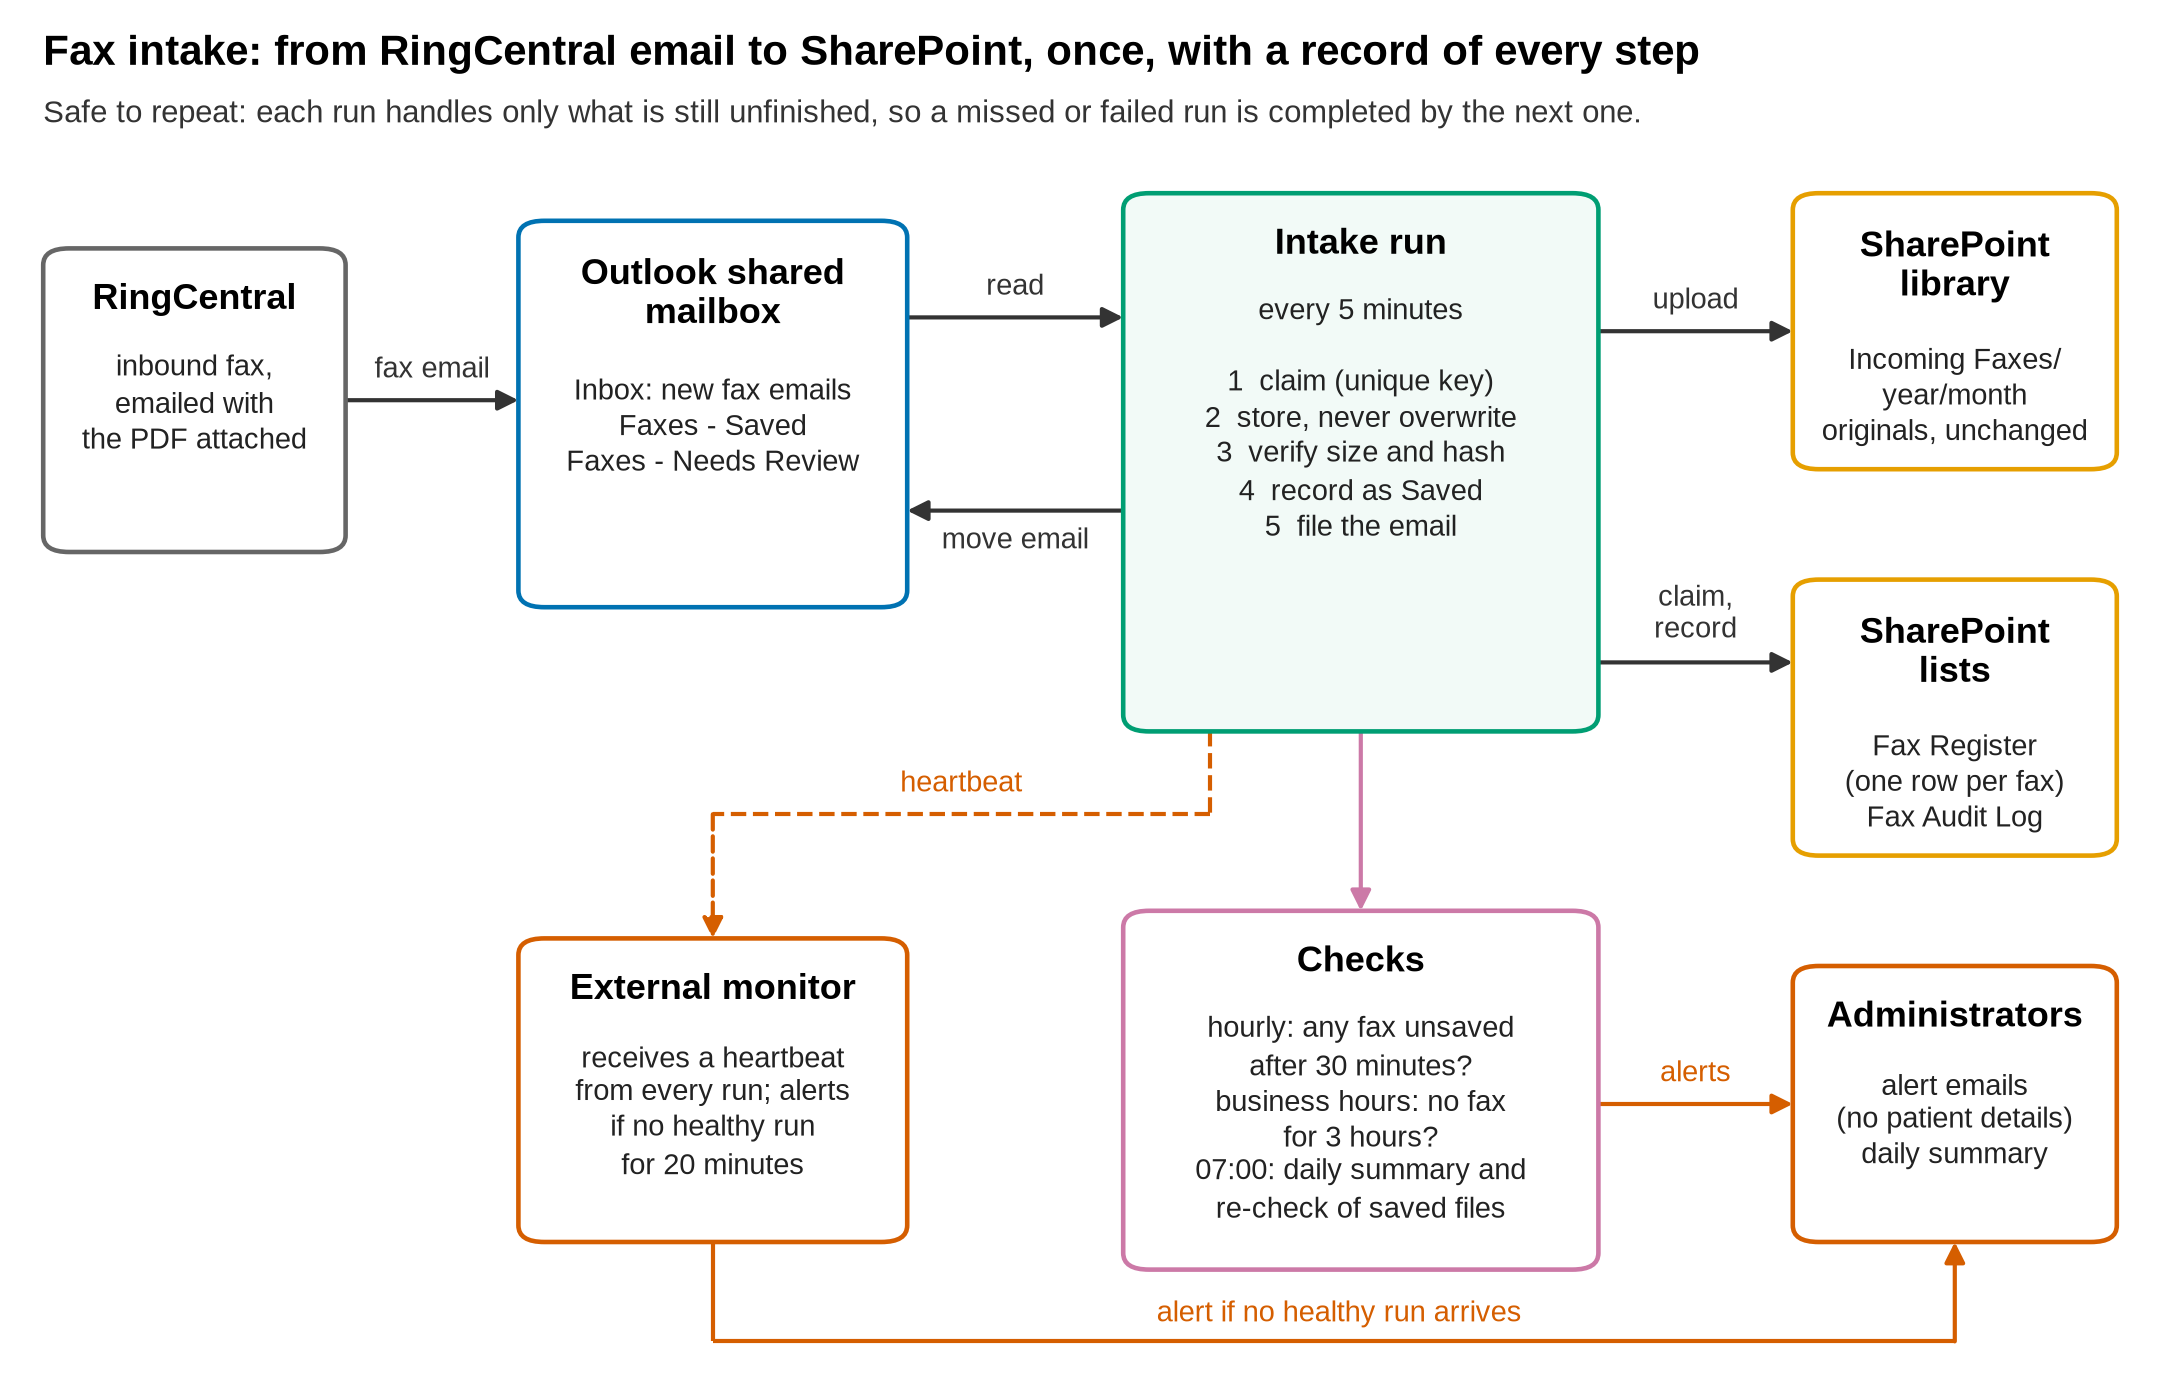 Fax intake: from RingCentral email to SharePoint, once, with a record of every step
Safe to repeat: each run handles only what is still unfinished, so a missed or failed run is completed by the next one.
RingCentral
inbound fax,
emailed with
the PDF attached
fax email
Outlook shared
mailbox
Inbox: new fax emails
Faxes - Saved
Faxes - Needs Review
read
move email
Intake run
every 5 minutes
1 claim (unique key)
2 store, never overwrite
3 verify size and hash
4 record as Saved
5 file the email
upload
SharePoint
library
Incoming Faxes/
year/month
originals, unchanged
claim,
record
SharePoint
lists
Fax Register
(one row per fax)
Fax Audit Log
heartbeat
External monitor
receives a heartbeat
from every run; alerts
if no healthy run
for 20 minutes
Checks
hourly: any fax unsaved
after 30 minutes?
business hours: no fax
for 3 hours?
07:00: daily summary and
re-check of saved files
alerts
Administrators
alert emails
(no patient details)
daily summary
alert if no healthy run arrives